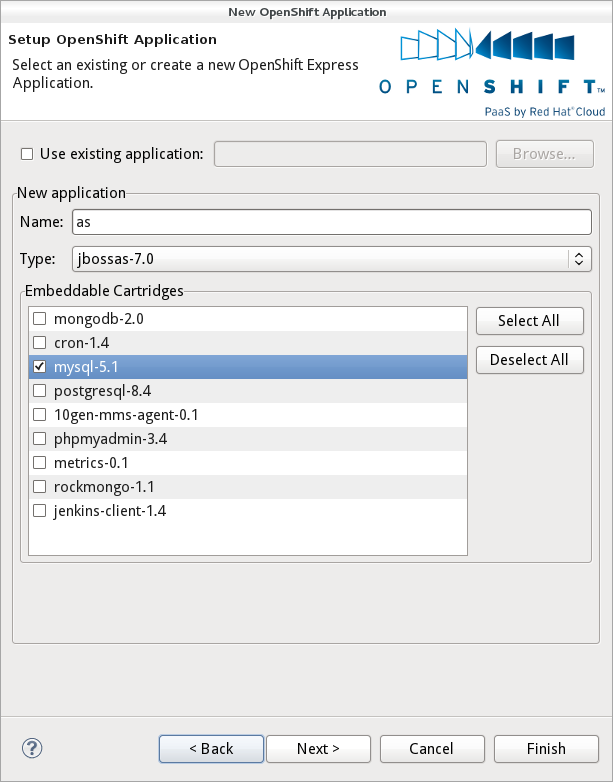 New OpenShift Application
Setup OpenShift Application
Select an existing or create a new OpenShift Express
Application.
OPENSHIFT™
PaaS by Red Hat® Cloud
Use existing application:
Browse...
New application
Name: as
Type: jbossas-7.0
Embeddable Cartridges
mongodb-2.0
cron-1.4
mysql-5.1
postgresql-8.4
10gen-mms-agent-0.1
phpmyadmin-3.4
metrics-0.1
rockmongo-1.1
jenkins-client-1.4
Select All
Deselect All
?
< Back
Next >
Cancel
Finish